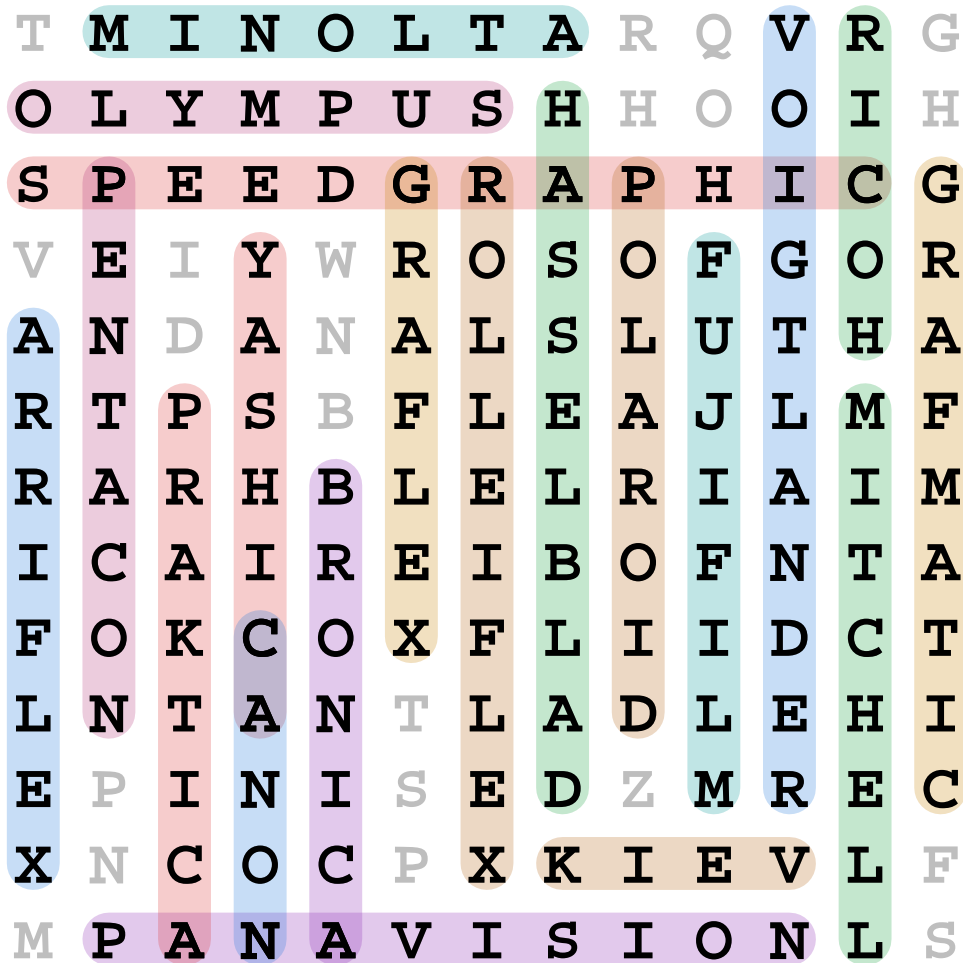 T M I N O L T A R Q V R G
O L Y M P U S H H O O I H
S P E E D G R A P H I C G
V E I Y W R O S O F G O R
A N D A N A L S L U T H A
R T P S B F L E A J L M F
R A R H B L E L R I A I M
I C A I R E I B O F N T A
F O K C O X F L I I D C T
L N T A N T L A D L E H I
E P I N I S E D Z M R E C
X N C O C P X K I E V L F
M P A N A V I S I O N L S